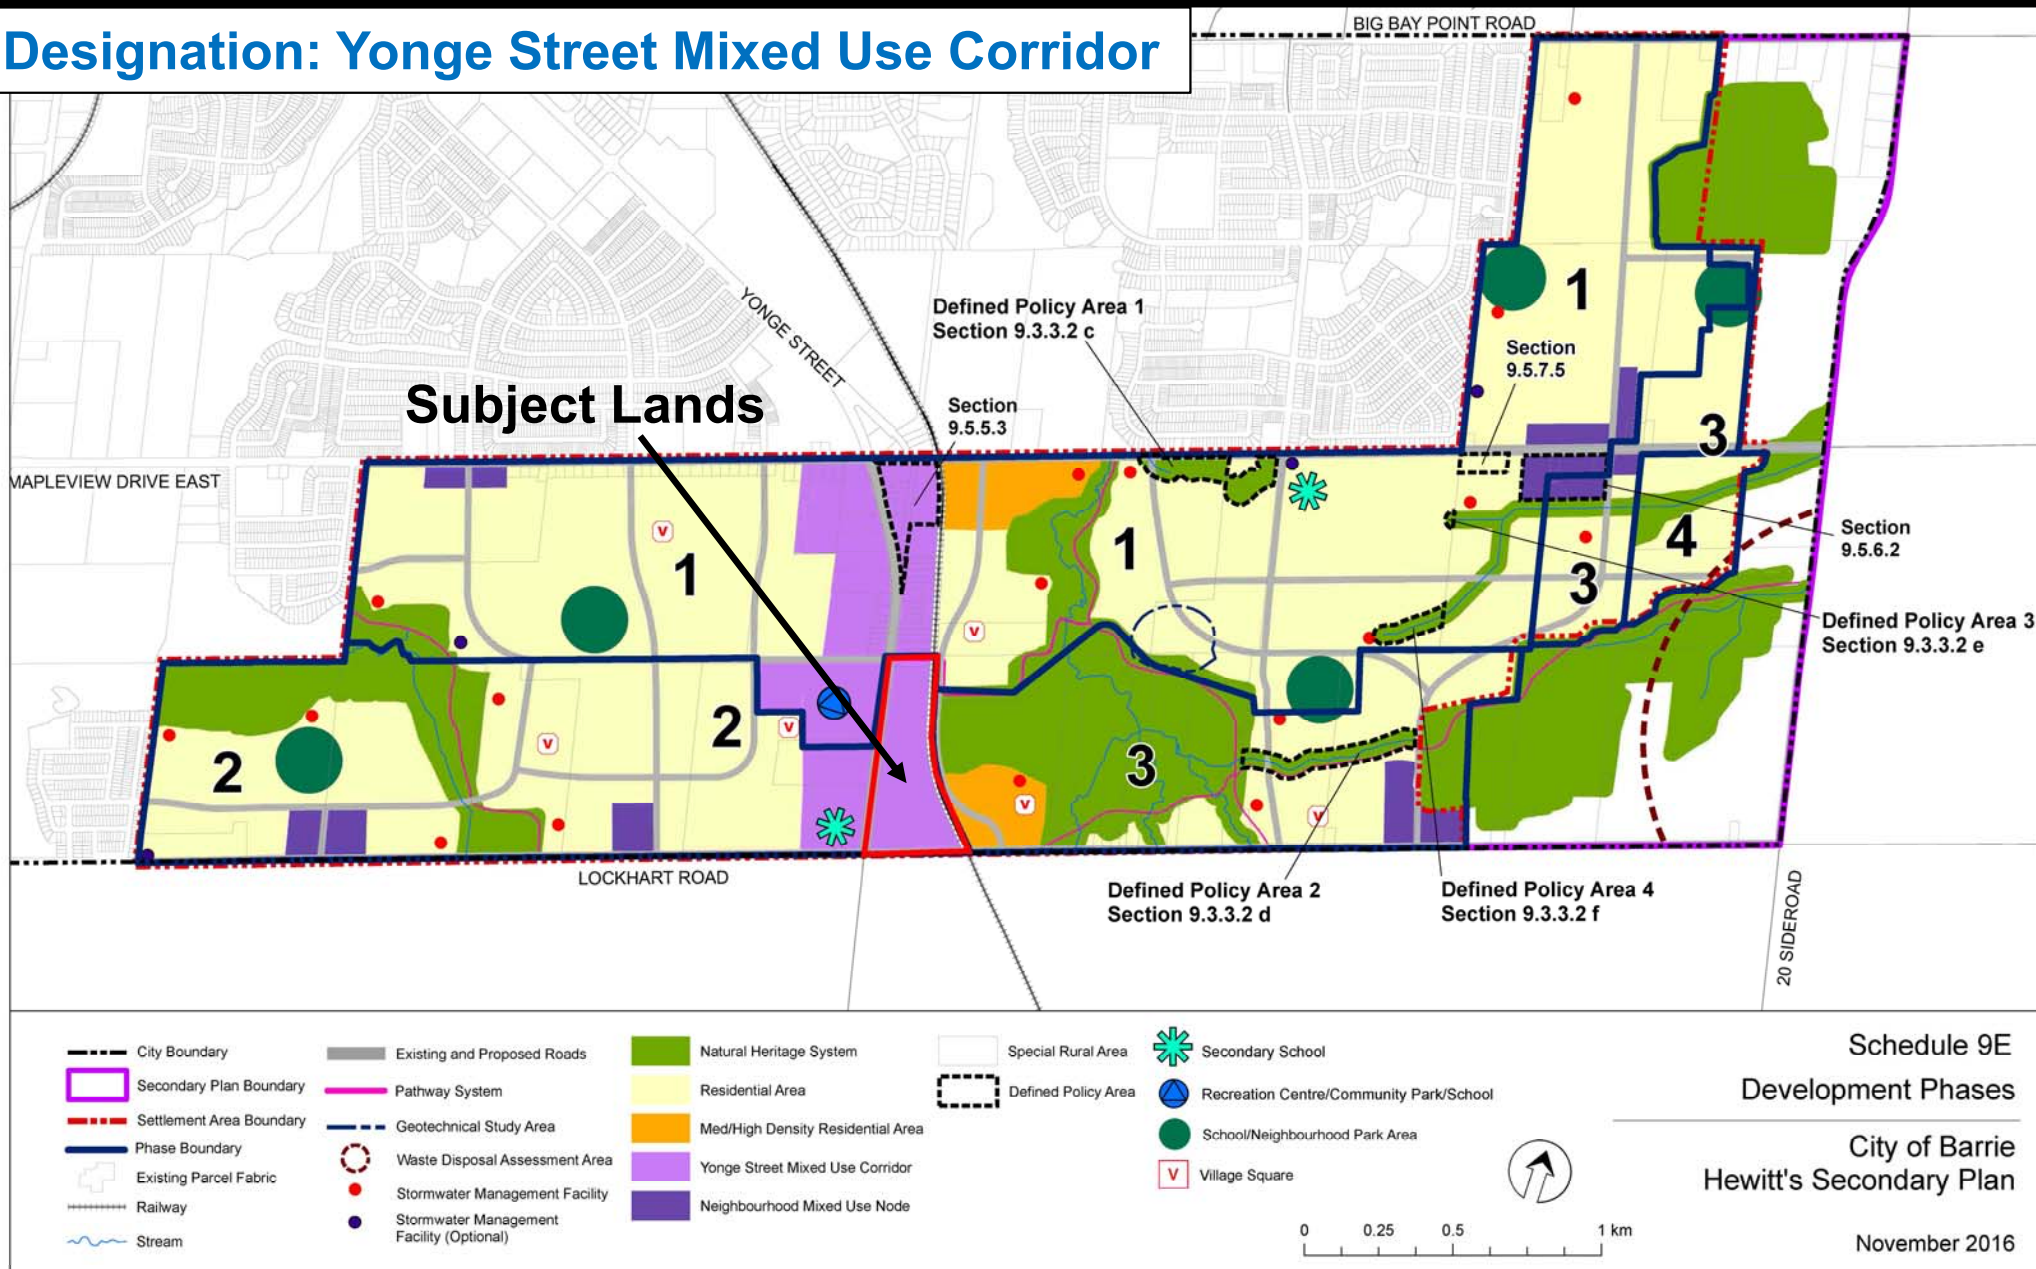 Designation: Yonge Street Mixed Use Corridor
BIG BAY POINT ROAD
YONGE STREET
Defined Policy Area 1
Section 9.3.3.2 c
Subject Lands
Section
9.5.5.3
Section
9.5.7.5
MAPLEVIEW DRIVE EAST
1
3
1
1
4
3
Section
9.5.6.2
Defined Policy Area 3
Section 9.3.3.2 e
V
V
V
V
V
V
2
2
3
LOCKHART ROAD
Defined Policy Area 2
Section 9.3.3.2 d
Defined Policy Area 4
Section 9.3.3.2 f
20 SIDEROAD
City Boundary
Secondary Plan Boundary
Settlement Area Boundary
Phase Boundary
Existing Parcel Fabric
Railway
Stream
Existing and Proposed Roads
Pathway System
Geotechnical Study Area
Waste Disposal Assessment Area
Stormwater Management Facility
Stormwater Management
Facility (Optional)
Natural Heritage System
Residential Area
Med/High Density Residential Area
Yonge Street Mixed Use Corridor
Neighbourhood Mixed Use Node
Special Rural Area
Defined Policy Area
Secondary School
Recreation Centre/Community Park/School
School/Neighbourhood Park Area
V Village Square
0 0.25 0.5 1 km
Schedule 9E
Development Phases
City of Barrie
Hewitt's Secondary Plan
November 2016